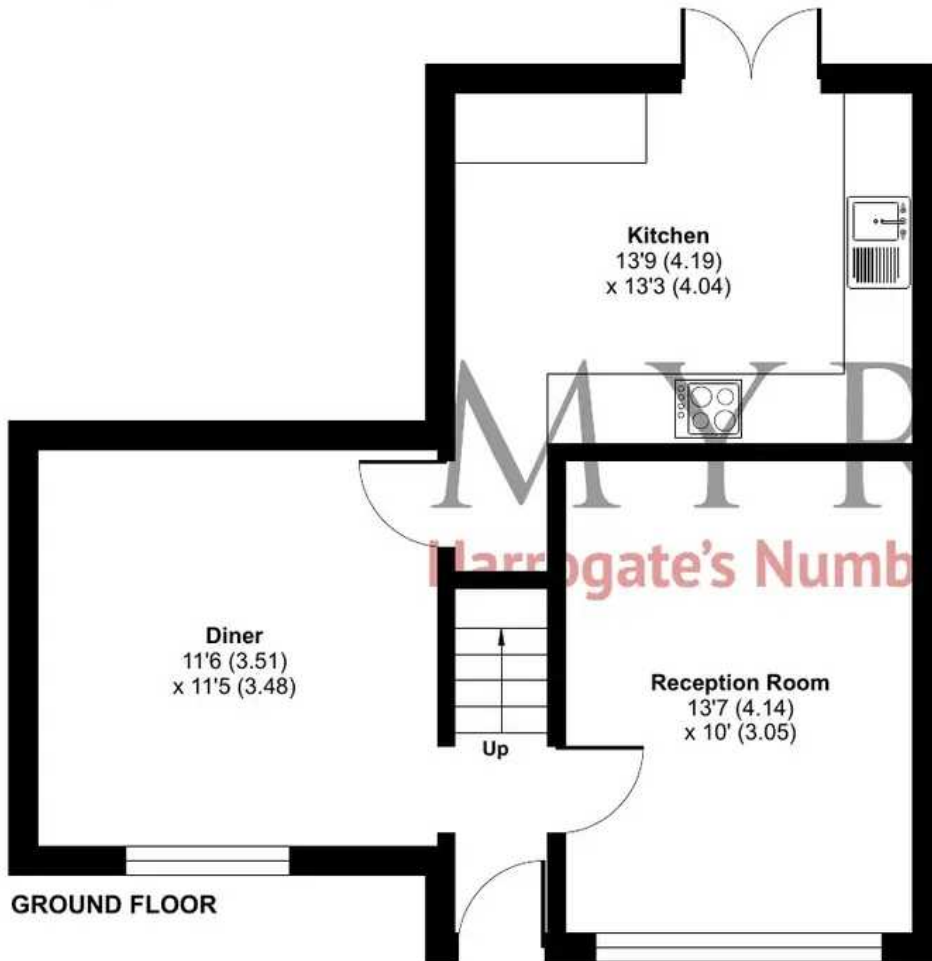 Kitchen
13'9 (4.19)
x 13'3 (4.04)
MYR
Harrogate's Numb
Diner
11'6 (3.51)
x 11'5 (3.48)
Reception Room
13'7 (4.14)
x 10' (3.05)
Up
GROUND FLOOR